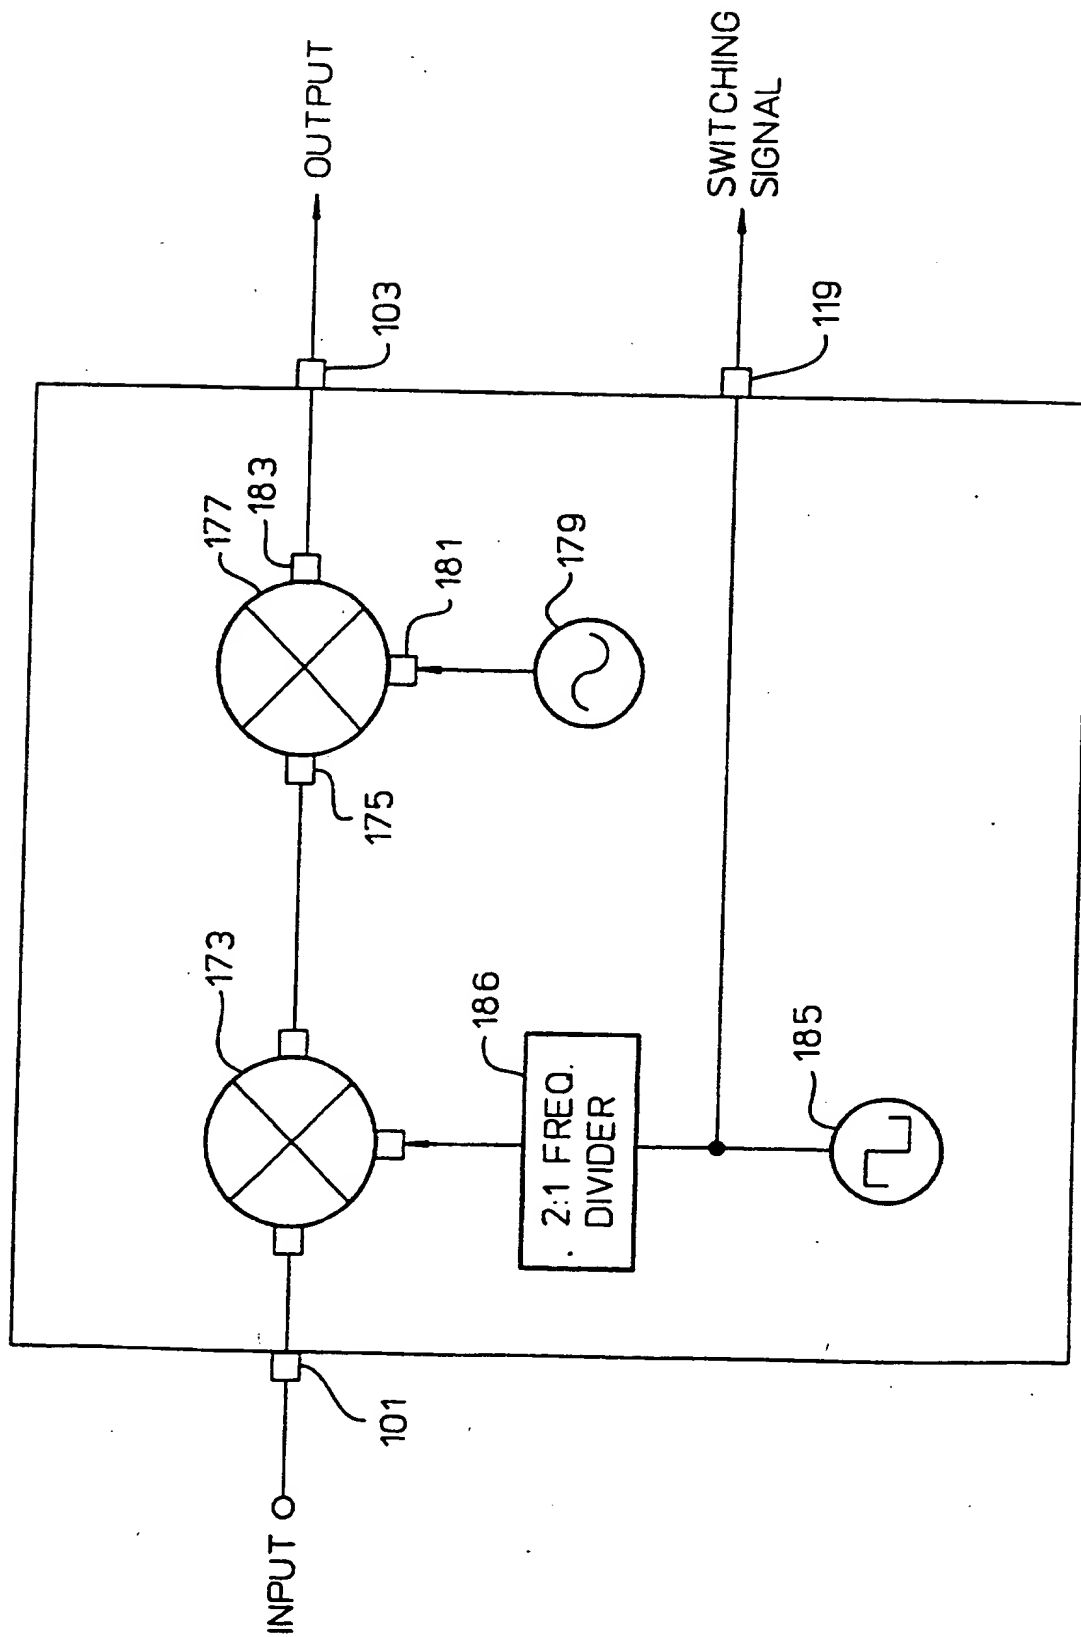 INPUT
101
173
175
177
183
181
179
103
OUTPUT
186
2:1 FREQ.
DIVIDER
185
119
SWITCHING
SIGNAL